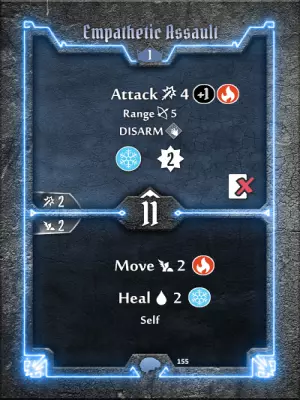 Empathetic Assault
1
Attack 4 +1
Range 5
DISARM
2
2
11
2
Move 2
Heal 2
Self
155